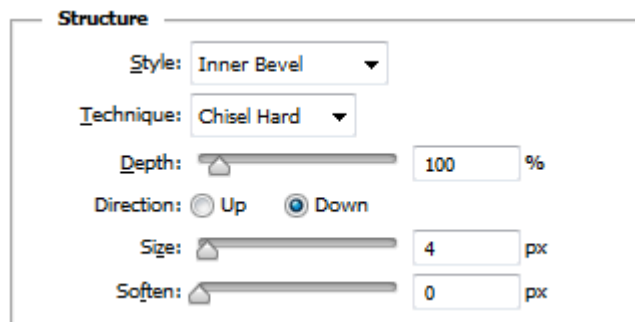 Structure
Style: Inner Bevel
Technique: Chisel Hard
Depth: 100 %
Direction: Up Down
Size: 4 px
Soften: 0 px